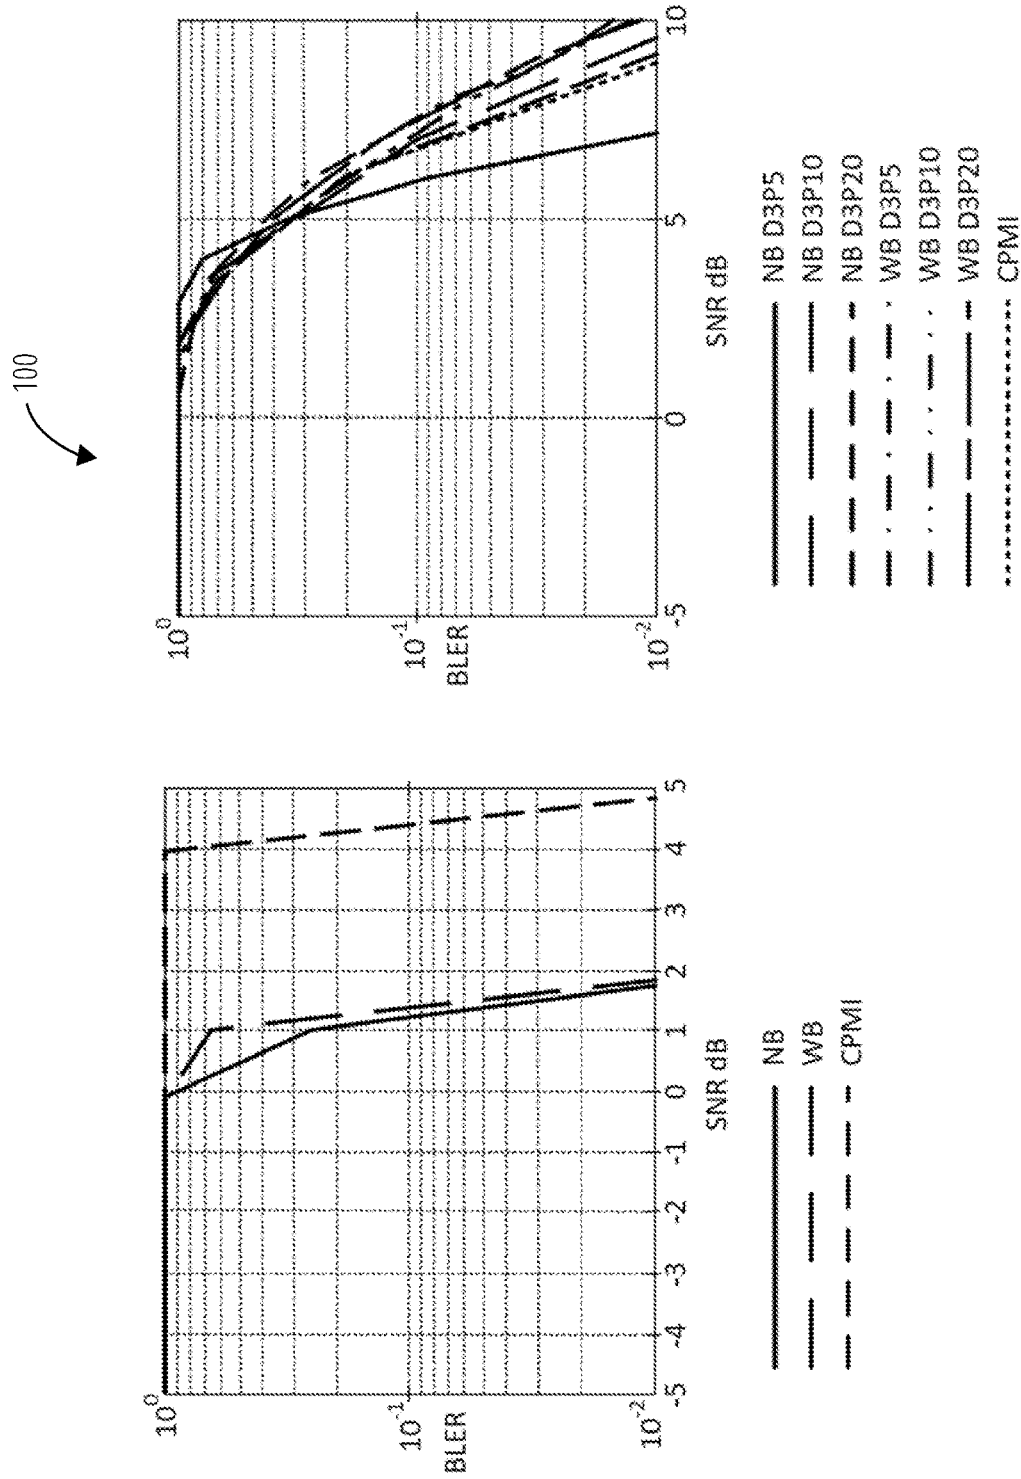 100
10^0
10^-1
BLER
10^-2
-5 -4 -3 -2 -1 0 1 2 3 4 5
SNR dB
NB
WB
CPMI
10^0
10^-1
BLER
10^-2
-5 0 5 10
SNR dB
NB D3P5
NB D3P10
NB D3P20
WB D3P5
WB D3P10
WB D3P20
CPMI